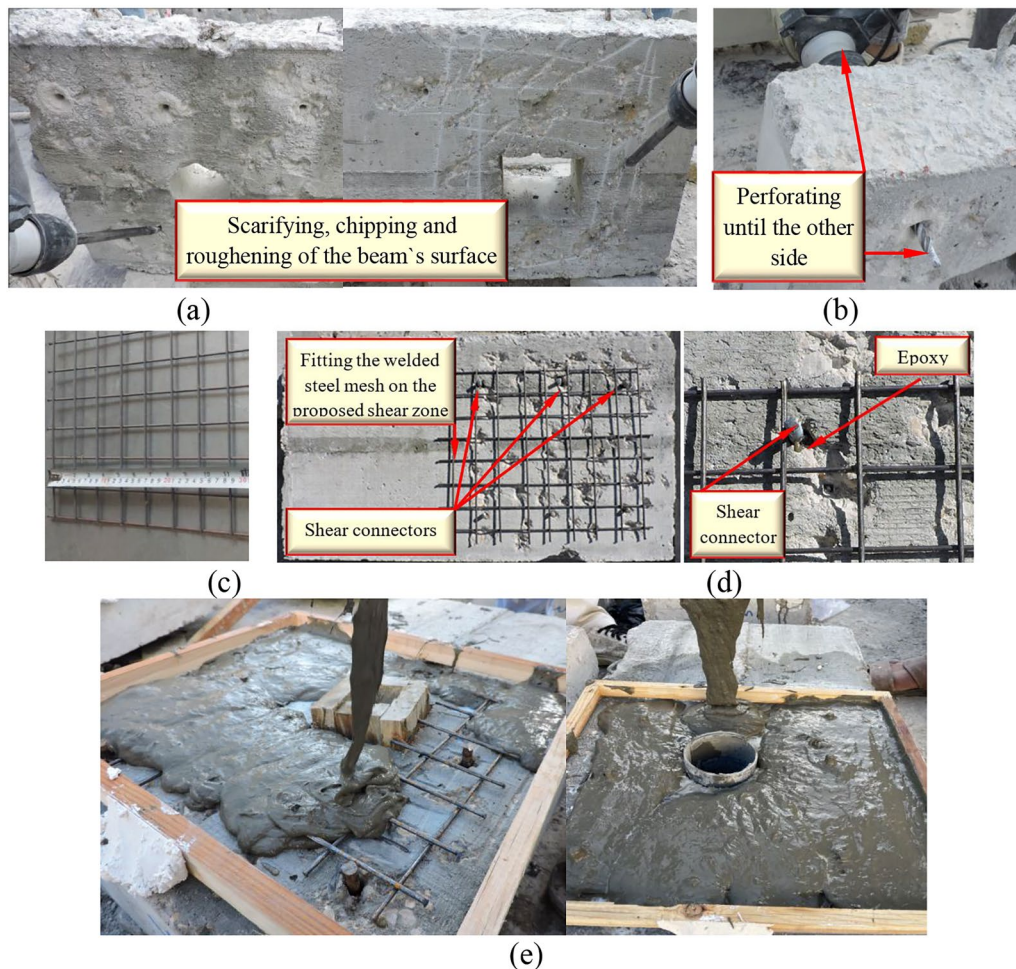 Scarifying, chipping and
roughening of the beam`s surface
Perforating
until the other
side
(a)
(b)
Fitting the welded
steel mesh on the
proposed shear zone
Shear connectors
Epoxy
Shear
connector
(c)
(d)
(e)